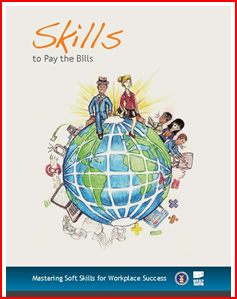 Skills
to Pay the Bills
Mastering Soft Skills for Workplace Success